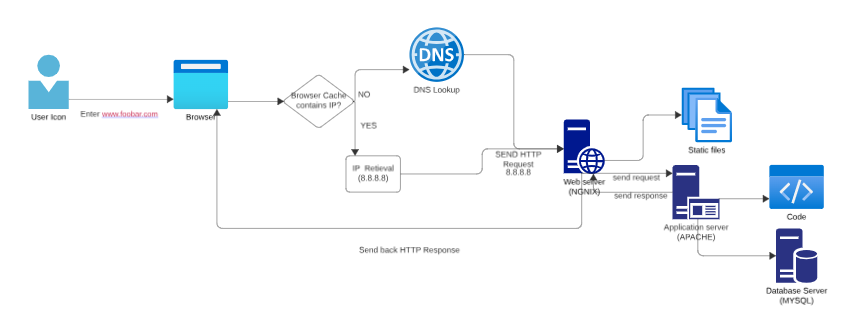 User Icon
Enter www.foobar.com
Browser
Browser Cache
contains IP?
NO
YES
DNS
DNS Lookup
IP Retieval
(8.8.8.8)
SEND HTTP
Request
8.8.8.8
Web server
(NGNIX)
Static files
send request
send response
Application server
(APACHE)
Code
Database Server
(MYSQL)
Send back HTTP Response